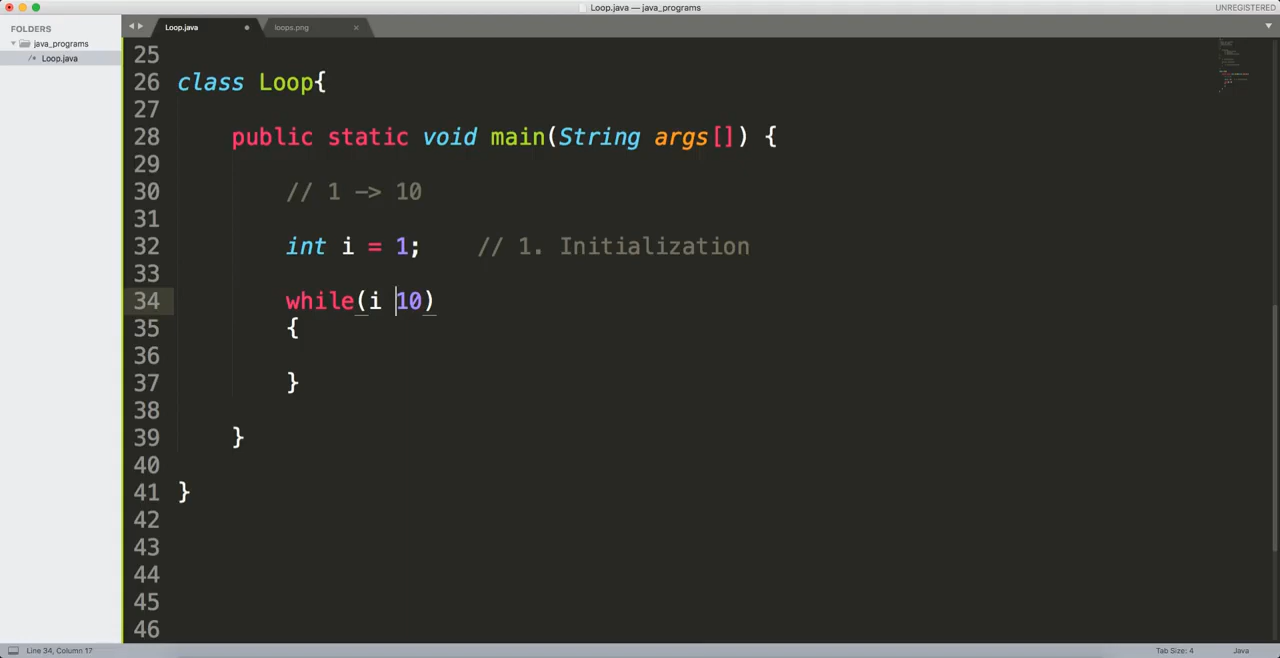 Loop.java — java_programs
UNREGISTERED
FOLDERS
java_programs
/* Loop.java
Loop.java
loops.png
25
26 class Loop{
27
28 public static void main(String args[]) {
29
30 // 1 -> 10
31
32 int i = 1; // 1. Initialization
33
34 while(i 10)
35 {
36
37 }
38
39 }
40
41 }
42
43
44
45
46
Line 34, Column 17
Tab Size: 4
Java